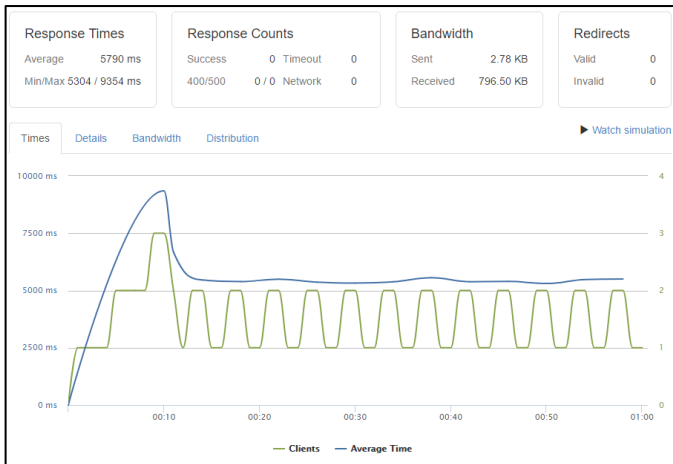 Response Times
Average 5790 ms
Min/Max 5304 / 9354 ms
Response Counts
Success 0 Timeout 0
400/500 0 / 0 Network 0
Bandwidth
Sent 2.78 KB
Received 796.50 KB
Redirects
Valid 0
Invalid 0
Times Details Bandwidth Distribution Watch simulation
10000 ms 4
7500 ms 3
5000 ms 2
2500 ms 1
0 ms 0
00:10 00:20 00:30 00:40 00:50 01:00
Clients Average Time